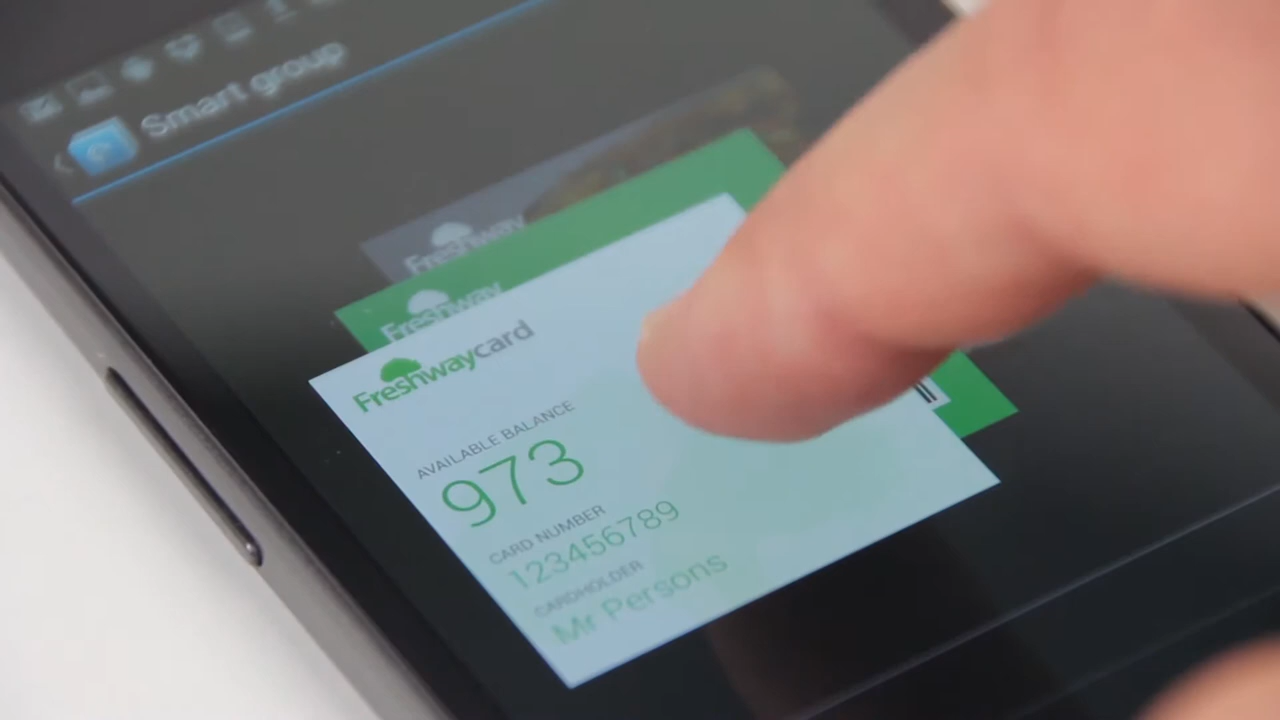 Smart group
Freshway
Freshway
Freshwaycard
AVAILABLE BALANCE
973
CARD NUMBER
123456789
CARDHOLDER
Mr Persons